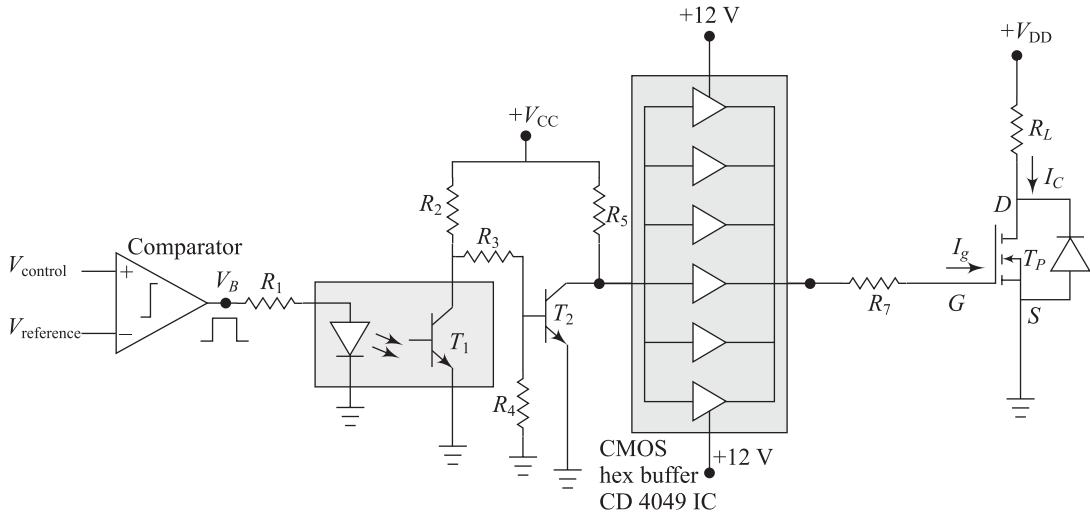 +12 V
+V_DD
R_L
+V_CC
I_C
R_2
R_5
D
R_3
Comparator
I_g
T_P
V_control
+
V_B
R_1
R_7
G
S
T_2
V_reference
−
T_1
R_4
+12 V
CMOS
hex buffer
CD 4049 IC